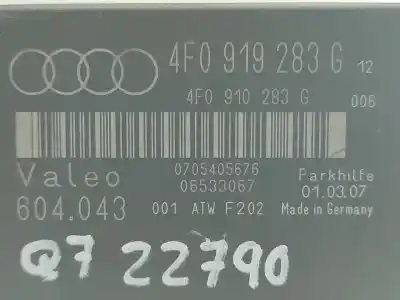 4F0 919 283 G 12
4F0 910 283 G 006
Valeo 0705405676 Parkhilfe
06533067 01.03.07
604.043 001 ATW F202 Made in Germany
Q7 22790